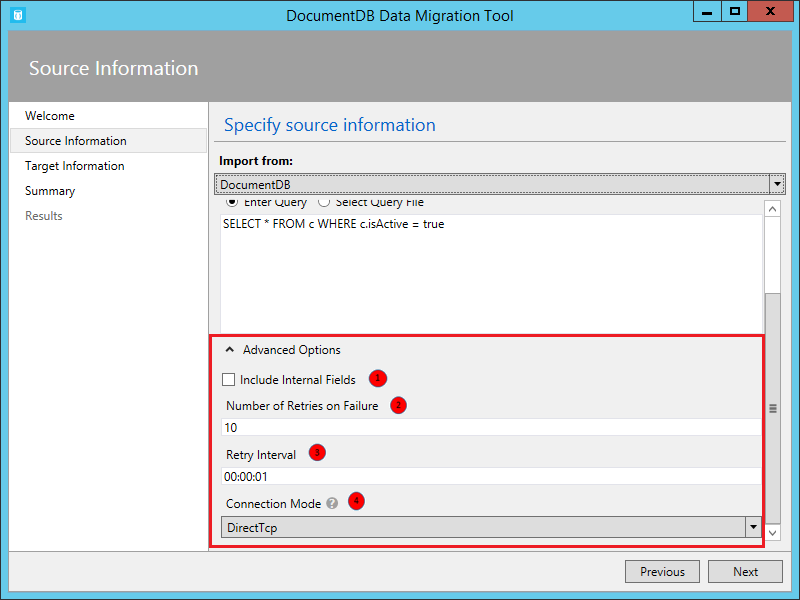 DocumentDB Data Migration Tool
Source Information
Welcome
Source Information
Target Information
Summary
Results
Specify source information
Import from:
DocumentDB
Enter Query Select Query File
SELECT * FROM c WHERE c.isActive = true
Advanced Options
Include Internal Fields 1
Number of Retries on Failure 2
10
Retry Interval 3
00:00:01
Connection Mode ? 4
DirectTcp
Previous Next